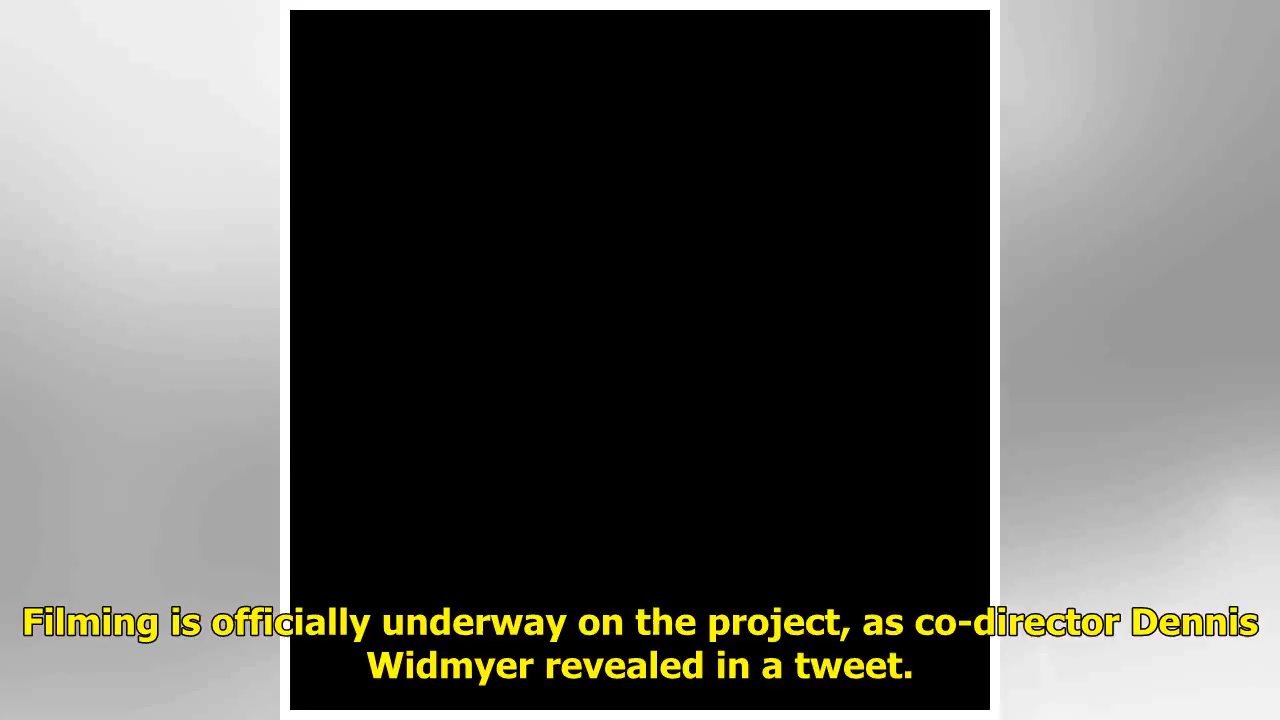 Filming is officially underway on the project, as co-director Dennis
Widmyer revealed in a tweet.